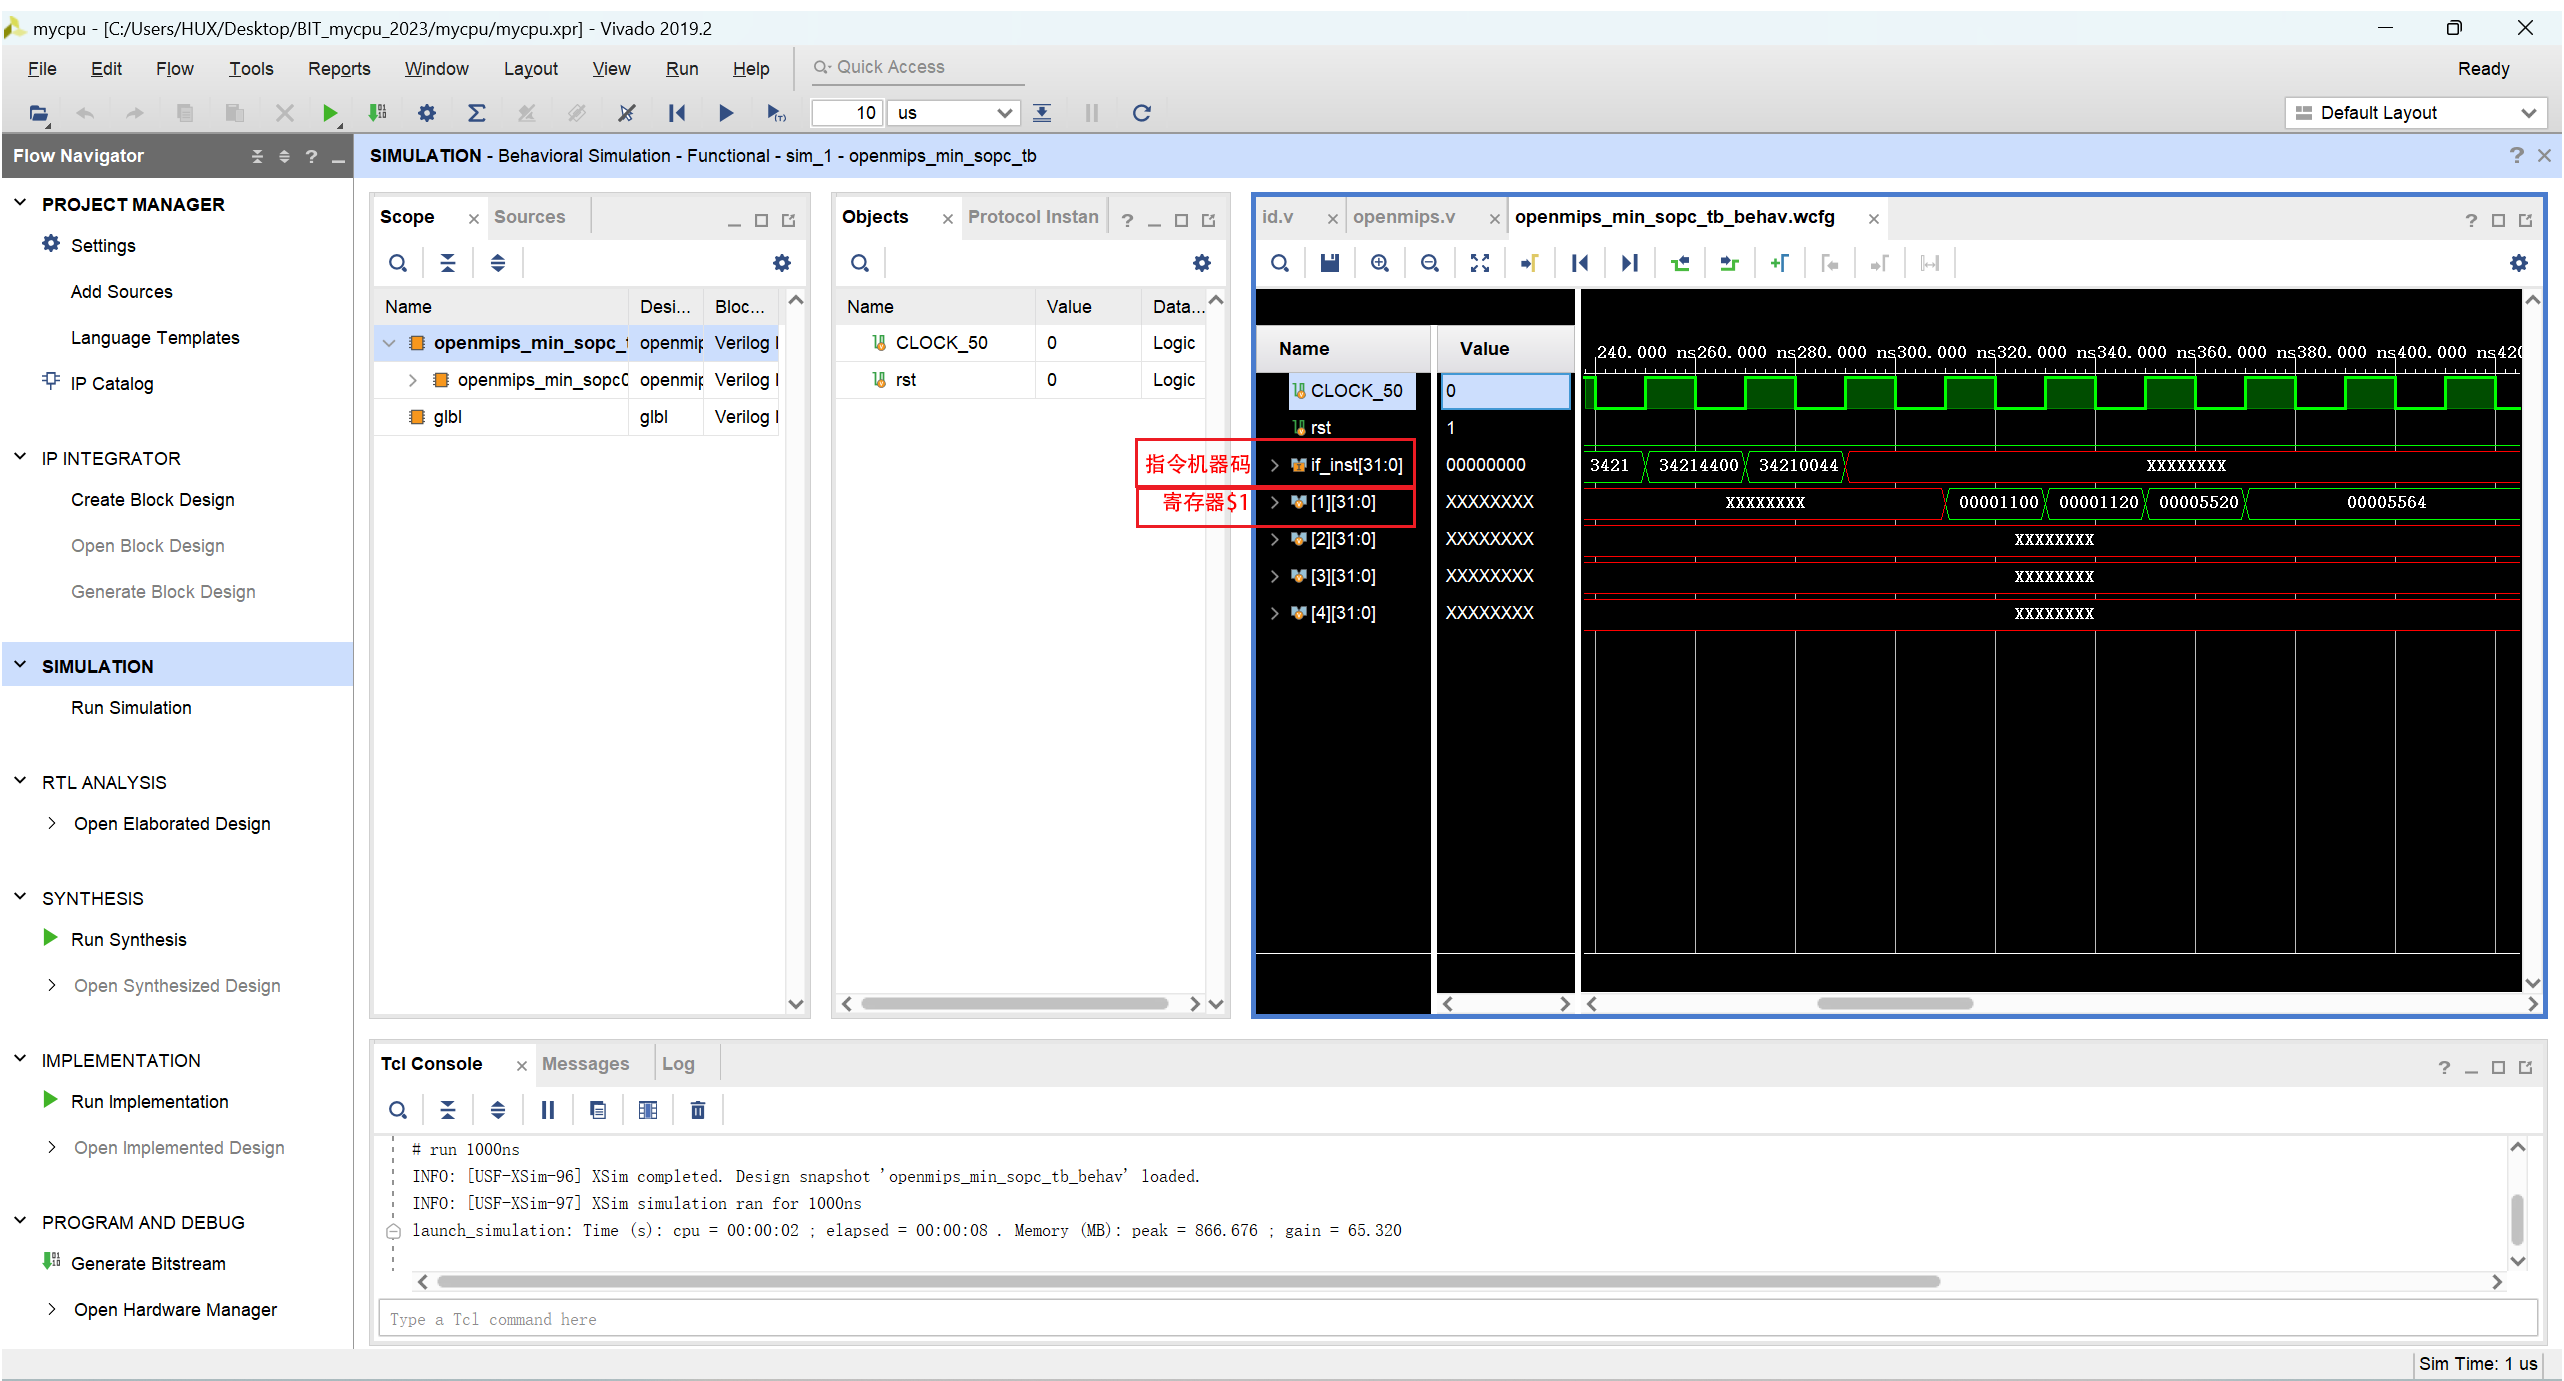 mycpu - [C:/Users/HUX/Desktop/BIT_mycpu_2023/mycpu/mycpu.xpr] - Vivado 2019.2
File Edit Flow Tools Reports Window Layout View Run Help Quick Access Ready
10 us Default Layout
Flow Navigator
SIMULATION - Behavioral Simulation - Functional - sim_1 - openmips_min_sopc_tb
PROJECT MANAGER
Settings
Add Sources
Language Templates
IP Catalog
IP INTEGRATOR
Create Block Design
Open Block Design
Generate Block Design
SIMULATION
Run Simulation
RTL ANALYSIS
Open Elaborated Design
SYNTHESIS
Run Synthesis
Open Synthesized Design
IMPLEMENTATION
Run Implementation
Open Implemented Design
PROGRAM AND DEBUG
Generate Bitstream
Open Hardware Manager
Scope Sources
Name Desi... Bloc...
openmips_min_sopc_t openmip Verilog
openmips_min_sopc0 openmip Verilog
glbl glbl Verilog
Objects Protocol Instan
Name Value Data...
CLOCK_50 0 Logic
rst 0 Logic
id.v openmips.v openmips_min_sopc_tb_behav.wcfg
Name Value
240.000 ns 260.000 ns 280.000 ns 300.000 ns 320.000 ns 340.000 ns 360.000 ns 380.000 ns 400.000 ns 420
CLOCK_50 0
rst 1
指令机器码 if_inst[31:0] 00000000 3421 34214400 34210044 XXXXXXXX
寄存器$1 [1][31:0] XXXXXXXX XXXXXXXX 00001100 00001120 00005520 00005564
[2][31:0] XXXXXXXX XXXXXXXX
[3][31:0] XXXXXXXX XXXXXXXX
[4][31:0] XXXXXXXX XXXXXXXX
Tcl Console Messages Log
# run 1000ns
INFO: [USF-XSim-96] XSim completed. Design snapshot 'openmips_min_sopc_tb_behav' loaded.
INFO: [USF-XSim-97] XSim simulation ran for 1000ns
launch_simulation: Time (s): cpu = 00:00:02 ; elapsed = 00:00:08 . Memory (MB): peak = 866.676 ; gain = 65.320
Type a Tcl command here
Sim Time: 1 us